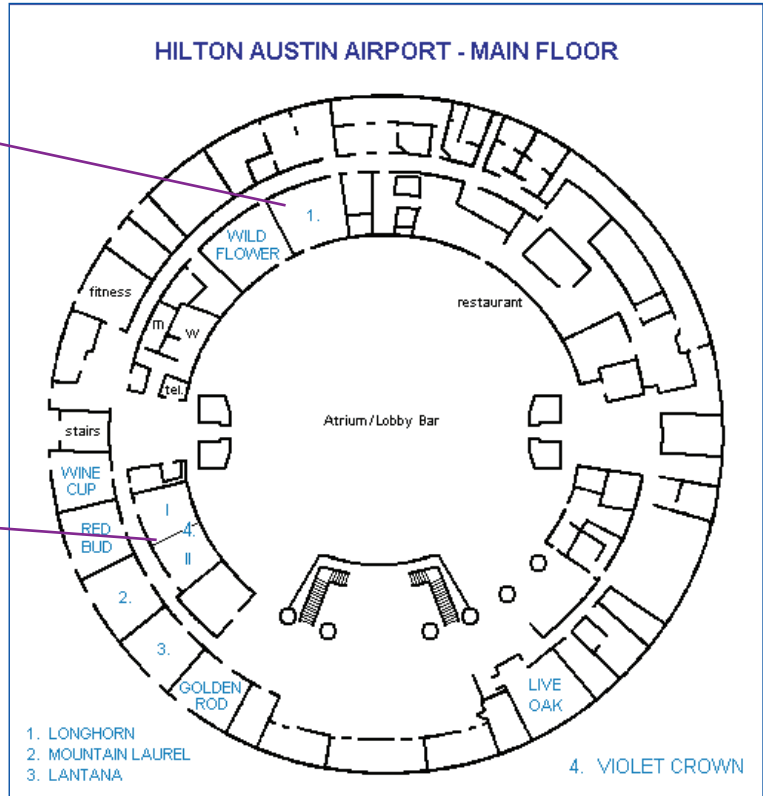 HILTON AUSTIN AIRPORT - MAIN FLOOR
1.
WILD
FLOWER
fitness
restaurant
m
W
tel.
Atrium/Lobby Bar
stairs
WINE
CUP
I
4.
RED
BUD
II
2.
3.
GOLDEN
ROD
LIVE
OAK
1. LONGHORN
2. MOUNTAIN LAUREL
3. LANTANA
4. VIOLET CROWN